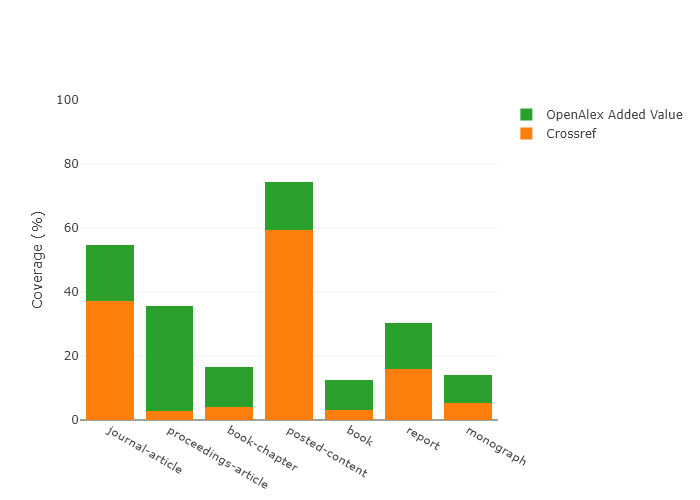 100
80
60
40
20
0
Coverage (%)
journal-article
proceedings-article
book-chapter
posted-content
book
report
monograph
OpenAlex Added Value
Crossref